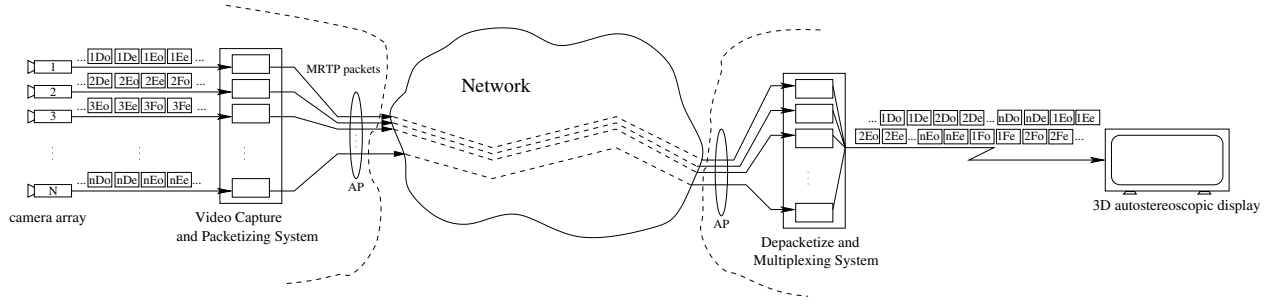 ... 1Do 1De 1Eo 1Ee ...
1
... 2De 2Eo 2Ee 2Fo ...
2
... 3Eo 3Ee 3Fo 3Fe ...
3
... nDo nDe nEo nEe ...
N
camera array
Video Capture
and Packetizing System
MRTP packets
AP
Network
AP
Depacketize and
Multiplexing System
... 1Do 1De 2Do 2De ... nDo nDe 1Eo 1Ee
2Eo 2Ee ... nEo nEe 1Fo 1Fe 2Fo 2Fe ...
3D autostereoscopic display